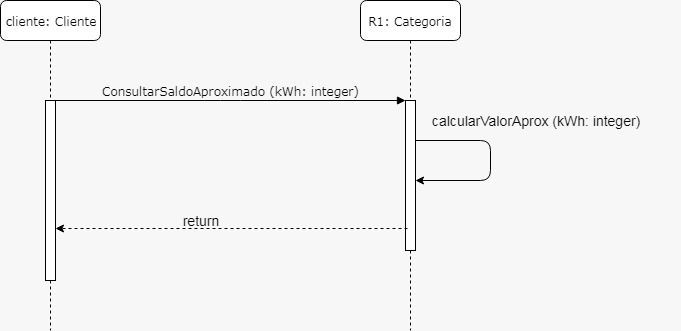 cliente: Cliente
R1: Categoria
ConsultarSaldoAproximado (kWh: integer)
calcularValorAprox (kWh: integer)
return